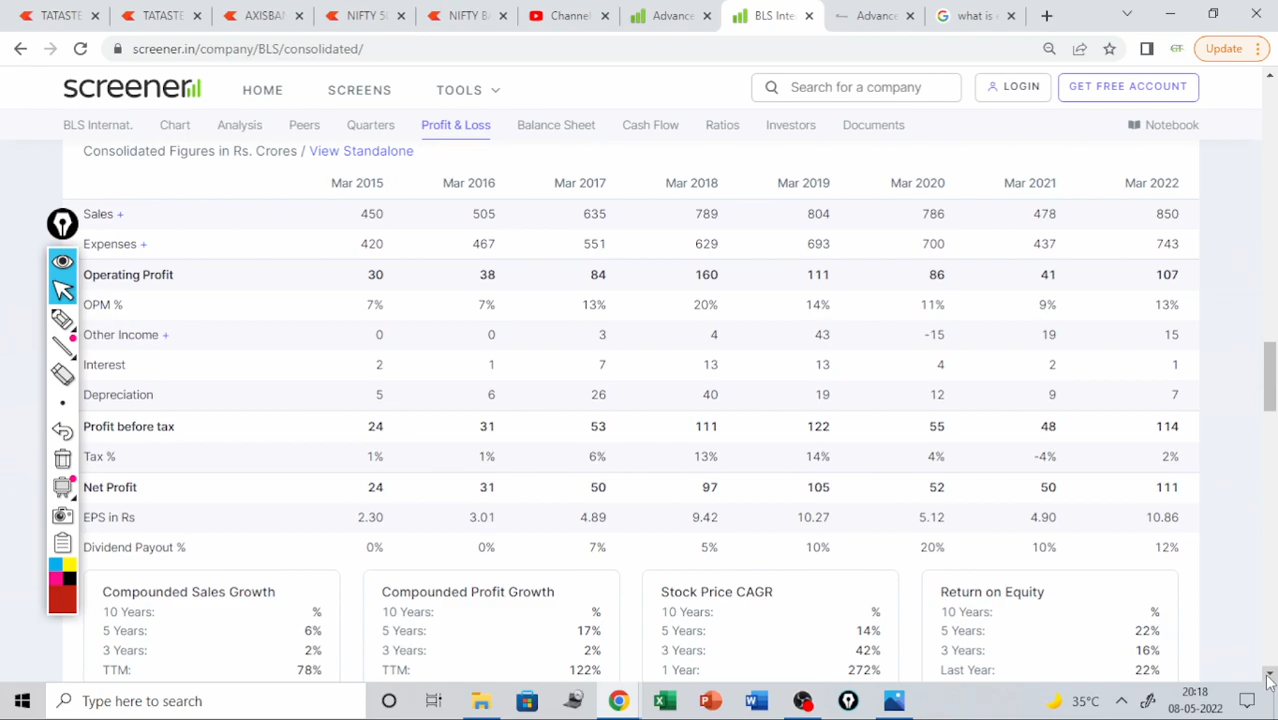 TATASTE
TATASTE
AXISBAN
NIFTY 5
NIFTY B
Channel
Advance
BLS Inte
Advance
what is
screener.in/company/BLS/consolidated/
GT
Update
screener
HOME
SCREENS
TOOLS
Search for a company
LOGIN
GET FREE ACCOUNT
BLS Internat. Chart Analysis Peers Quarters Profit & Loss Balance Sheet Cash Flow Ratios Investors Documents Notebook
Consolidated Figures in Rs. Crores / View Standalone
Mar 2015 Mar 2016 Mar 2017 Mar 2018 Mar 2019 Mar 2020 Mar 2021 Mar 2022
Sales + 450 505 635 789 804 786 478 850
Expenses + 420 467 551 629 693 700 437 743
Operating Profit 30 38 84 160 111 86 41 107
OPM % 7% 7% 13% 20% 14% 11% 9% 13%
Other Income + 0 0 3 4 43 -15 19 15
Interest 2 1 7 13 13 4 2 1
Depreciation 5 6 26 40 19 12 9 7
Profit before tax 24 31 53 111 122 55 48 114
Tax % 1% 1% 6% 13% 14% 4% -4% 2%
Net Profit 24 31 50 97 105 52 50 111
EPS in Rs 2.30 3.01 4.89 9.42 10.27 5.12 4.90 10.86
Dividend Payout % 0% 0% 7% 5% 10% 20% 10% 12%
Compounded Sales Growth
10 Years: %
5 Years: 6%
3 Years: 2%
TTM: 78%
Compounded Profit Growth
10 Years: %
5 Years: 17%
3 Years: 2%
TTM: 122%
Stock Price CAGR
10 Years: %
5 Years: 14%
3 Years: 42%
1 Year: 272%
Return on Equity
10 Years: %
5 Years: 22%
3 Years: 16%
Last Year: 22%
Type here to search
35°C
20:18
08-05-2022